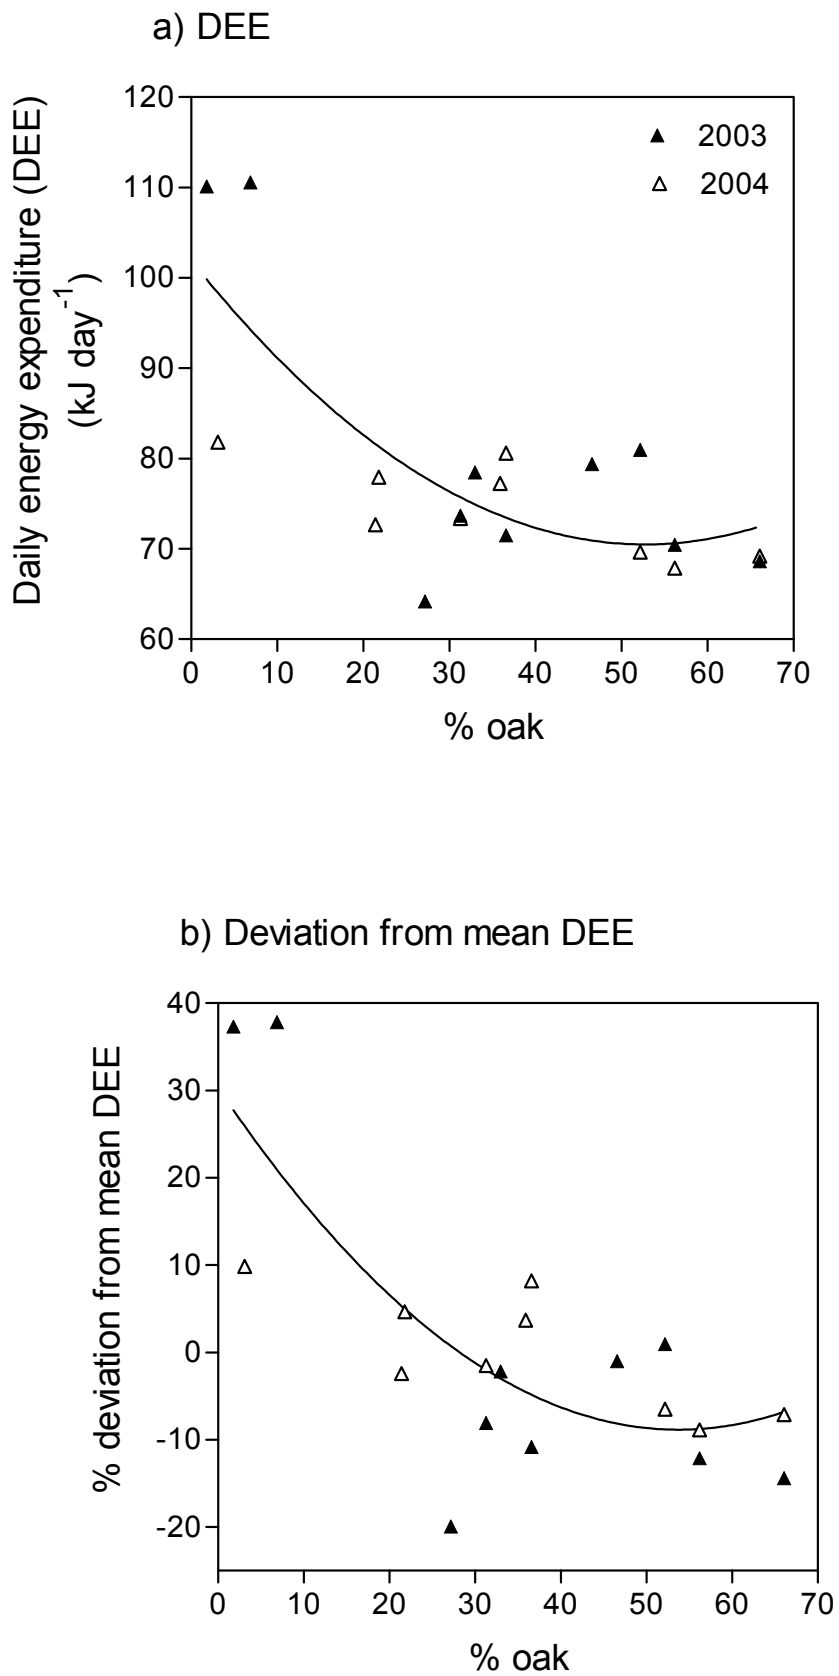 a) DEE
Daily energy expenditure (DEE)
(kJ day⁻¹)
120
110
100
90
80
70
60
2003
2004
0 10 20 30 40 50 60 70
% oak
b) Deviation from mean DEE
% deviation from mean DEE
40
30
20
10
0
-10
-20
0 10 20 30 40 50 60 70
% oak